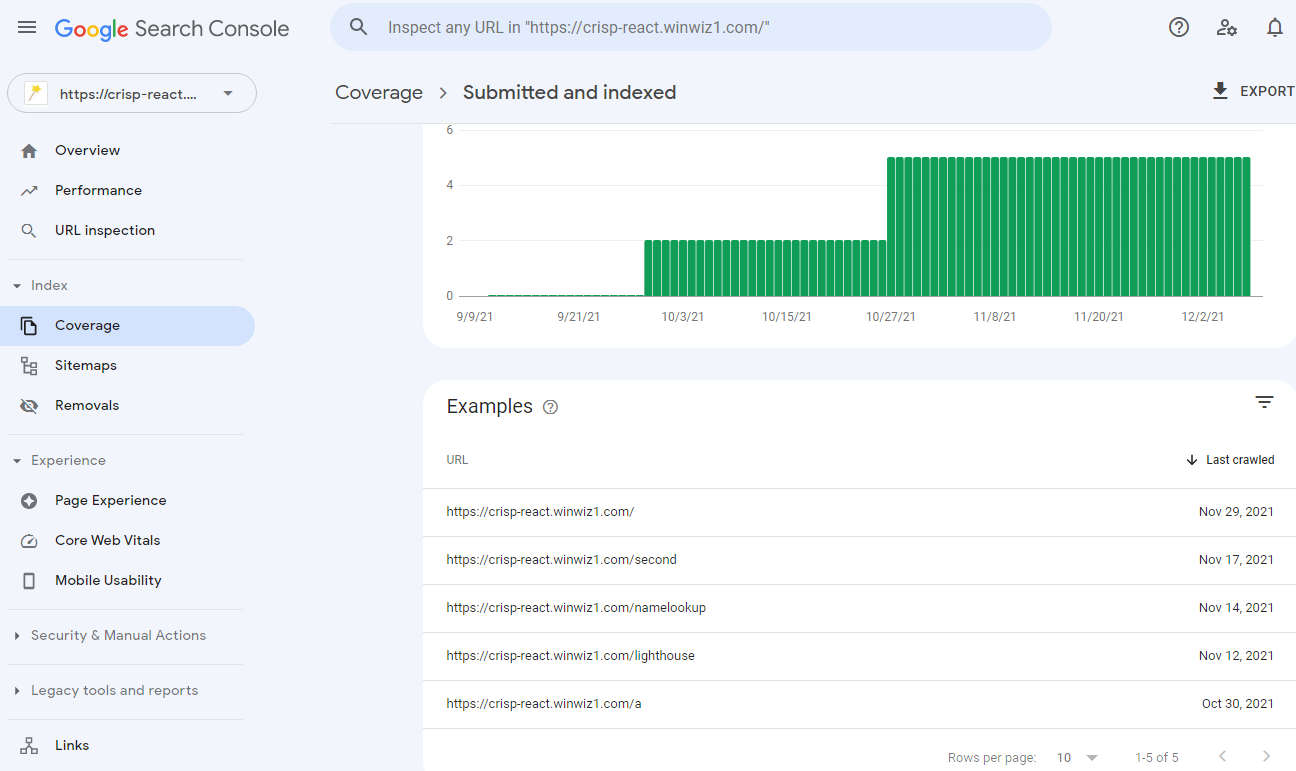 Google Search Console
Inspect any URL in "https://crisp-react.winwiz1.com/"
https://crisp-react....
Coverage
Submitted and indexed
EXPORT
Overview
Performance
URL inspection
Index
Coverage
Sitemaps
Removals
Experience
Page Experience
Core Web Vitals
Mobile Usability
Security & Manual Actions
Legacy tools and reports
Links
6
4
2
0
9/9/21 9/21/21 10/3/21 10/15/21 10/27/21 11/8/21 11/20/21 12/2/21
Examples
URL Last crawled
https://crisp-react.winwiz1.com/ Nov 29, 2021
https://crisp-react.winwiz1.com/second Nov 17, 2021
https://crisp-react.winwiz1.com/namelookup Nov 14, 2021
https://crisp-react.winwiz1.com/lighthouse Nov 12, 2021
https://crisp-react.winwiz1.com/a Oct 30, 2021
Rows per page: 10 1-5 of 5